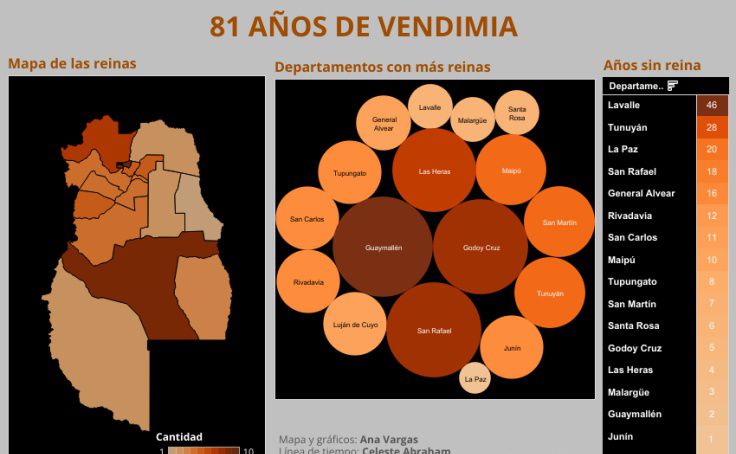 81 AÑOS DE VENDIMIA
Mapa de las reinas
Departamentos con más reinas
Años sin reina
Cantidad
1
10
Lavalle
Malargüe
Santa
Rosa
General
Alvear
Las Heras
Maipú
Tupungato
San Carlos
San Martín
Guaymallén
Godoy Cruz
Rivadavia
Tunuyán
Luján de Cuyo
San Rafael
Junín
La Paz
Mapa y gráficos: Ana Vargas
Línea de tiempo: Celeste Abraham
Departame..
Lavalle 46
Tunuyán 28
La Paz 20
San Rafael 18
General Alvear 16
Rivadavia 12
San Carlos 11
Maipú 10
Tupungato 8
San Martín 7
Santa Rosa 6
Godoy Cruz 5
Las Heras 4
Malargüe 3
Guaymallén 2
Junín 1